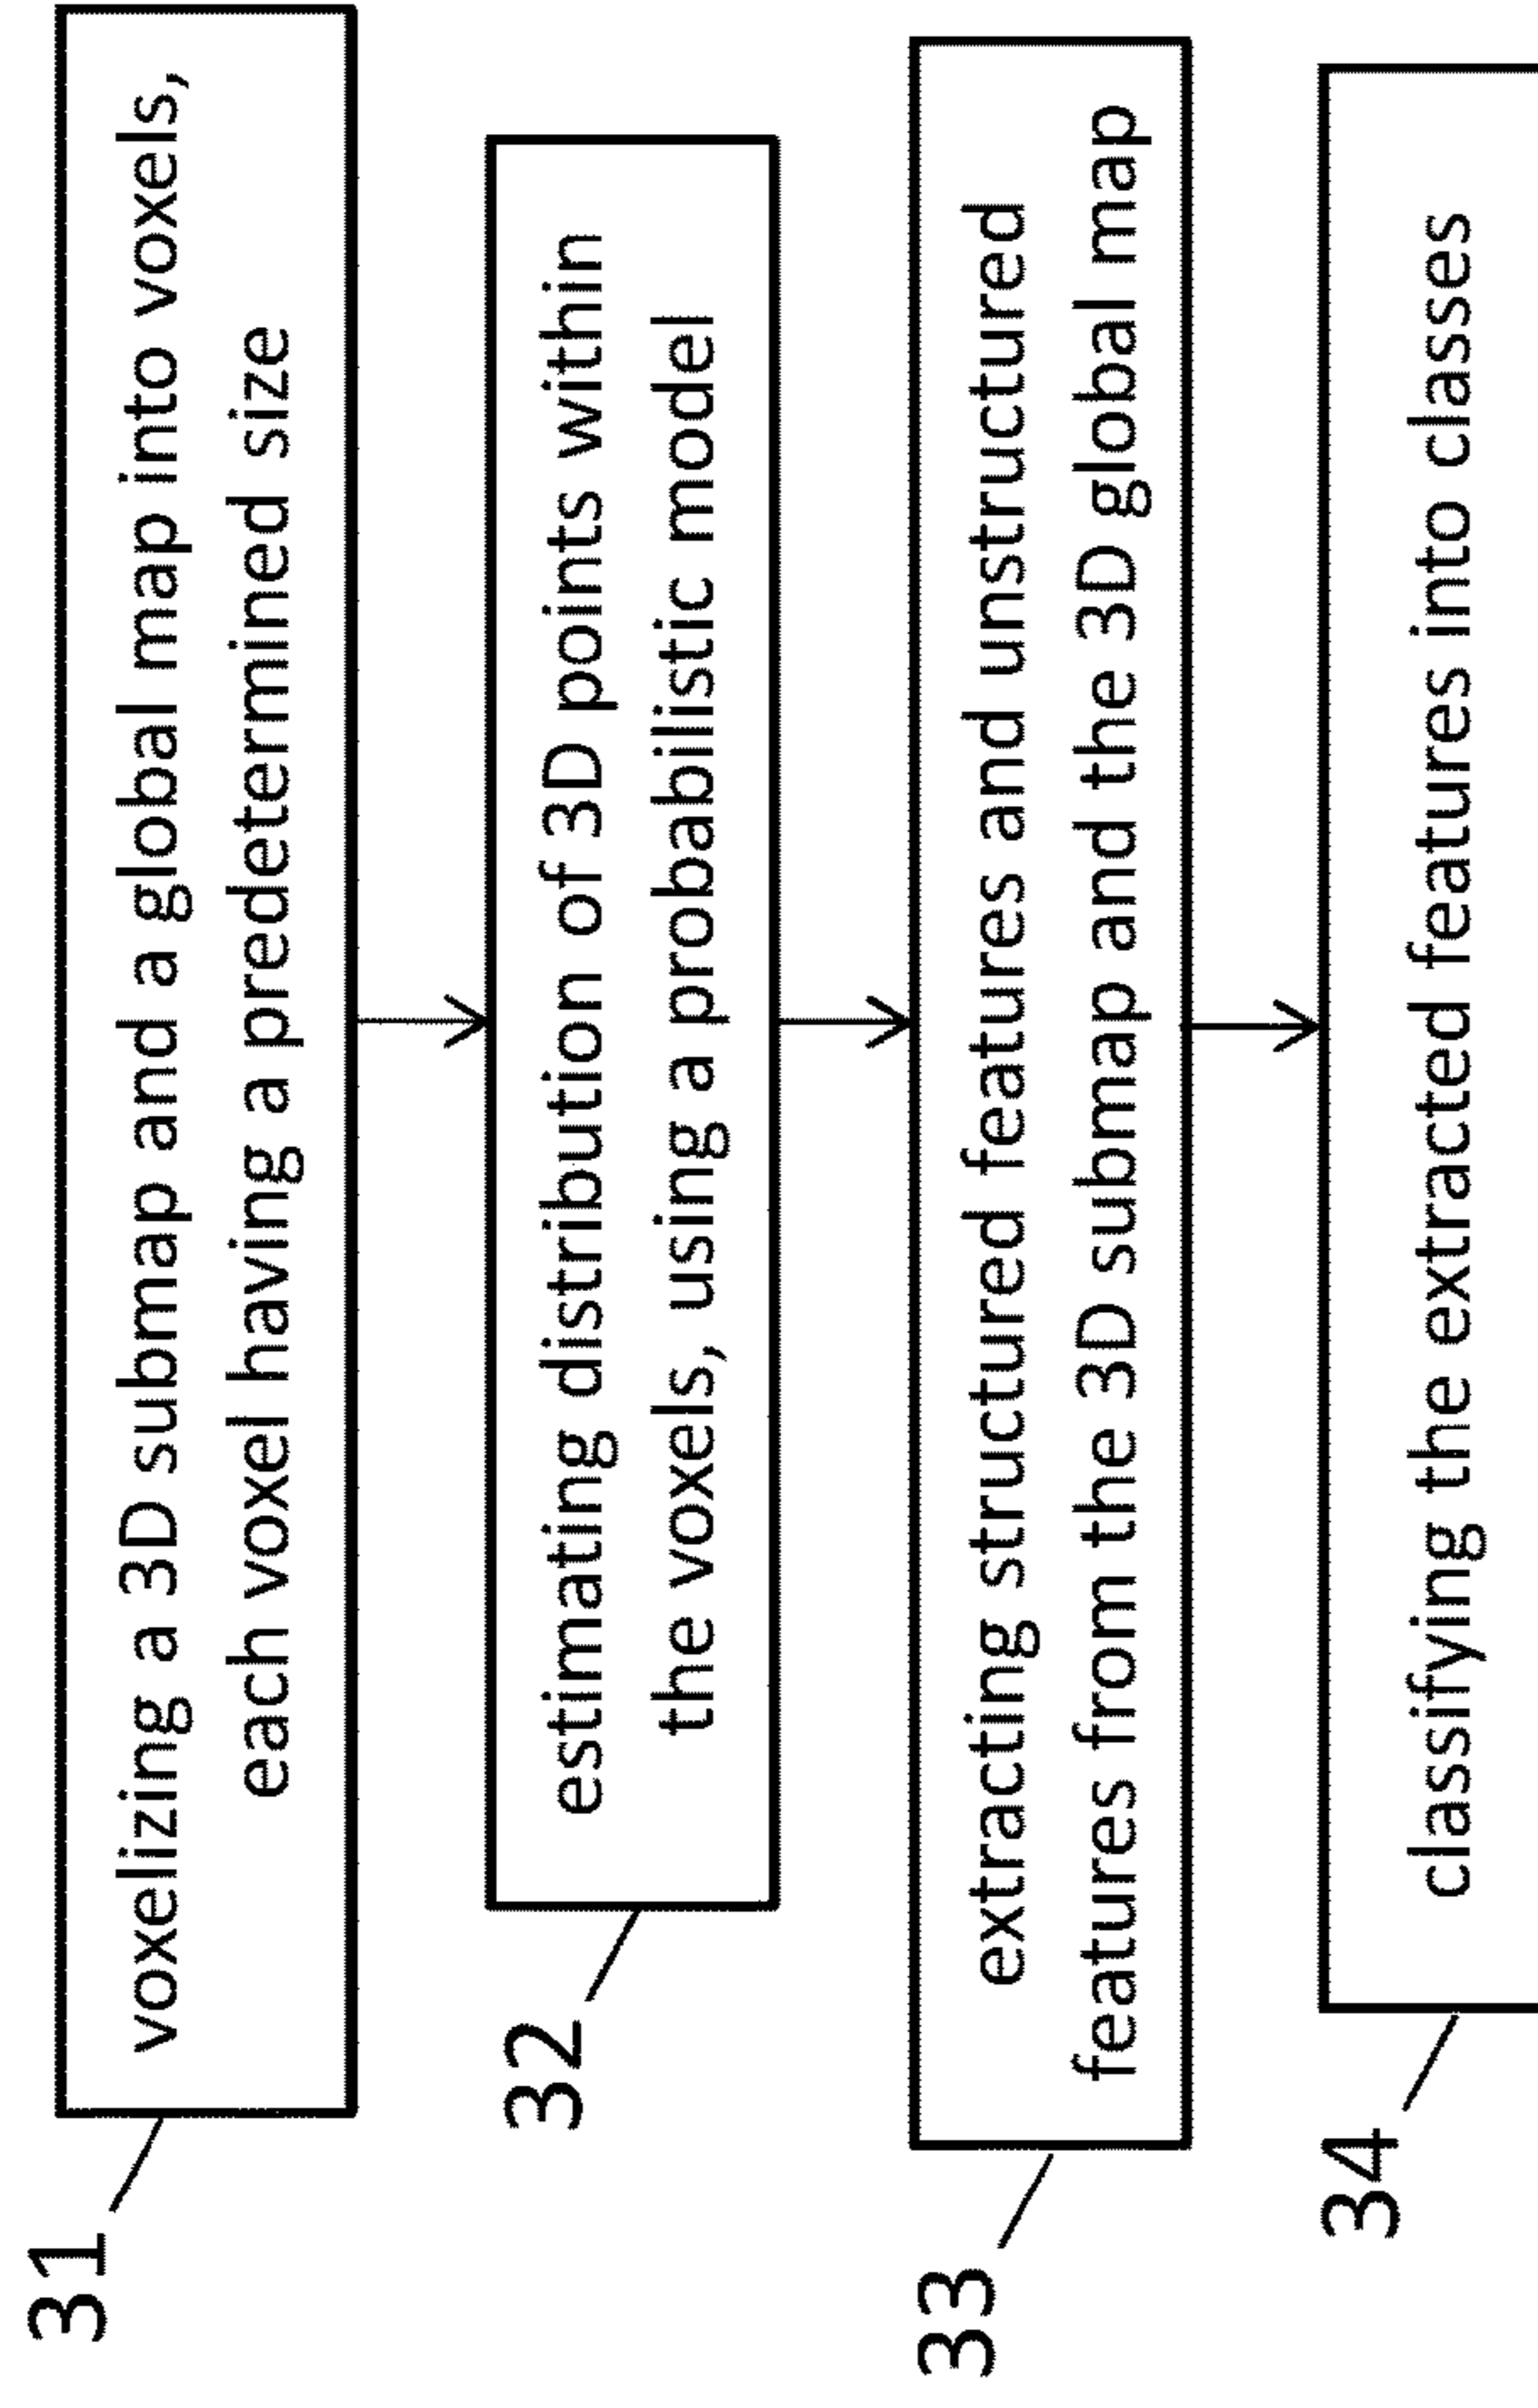 31
voxelizing a 3D submap and a global map into voxels,
each voxel having a predetermined size
32
estimating distribution of 3D points within
the voxels, using a probabilistic model
33
extracting structured features and unstructured
features from the 3D submap and the 3D global map
34
classifying the extracted features into classes